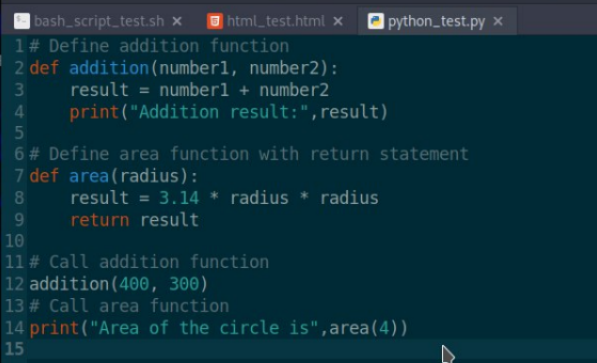 bash_script_test.sh × html_test.html × python_test.py ×
1 # Define addition function
2 def addition(number1, number2):
3     result = number1 + number2
4     print("Addition result:",result)
5
6 # Define area function with return statement
7 def area(radius):
8     result = 3.14 * radius * radius
9     return result
10
11 # Call addition function
12 addition(400, 300)
13 # Call area function
14 print("Area of the circle is",area(4))
15